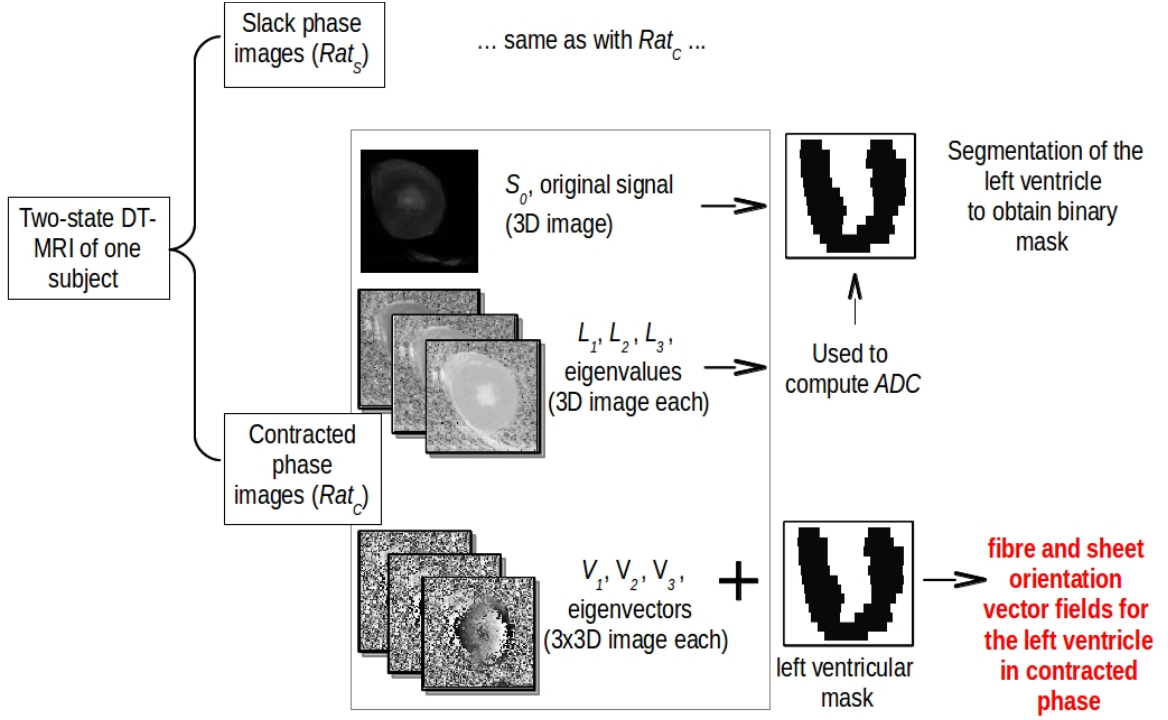 Slack phase
images (Rat_S)
... same as with Rat_C ...
Two-state DT-
MRI of one
subject
S_0, original signal
(3D image)
Segmentation of the
left ventricle
to obtain binary
mask
L_1, L_2, L_3,
eigenvalues
(3D image each)
Used to
compute ADC
Contracted
phase
images (Rat_C)
V_1, V_2, V_3,
eigenvectors
(3x3D image each)
+
left ventricular
mask
fibre and sheet
orientation
vector fields for
the left ventricle
in contracted
phase